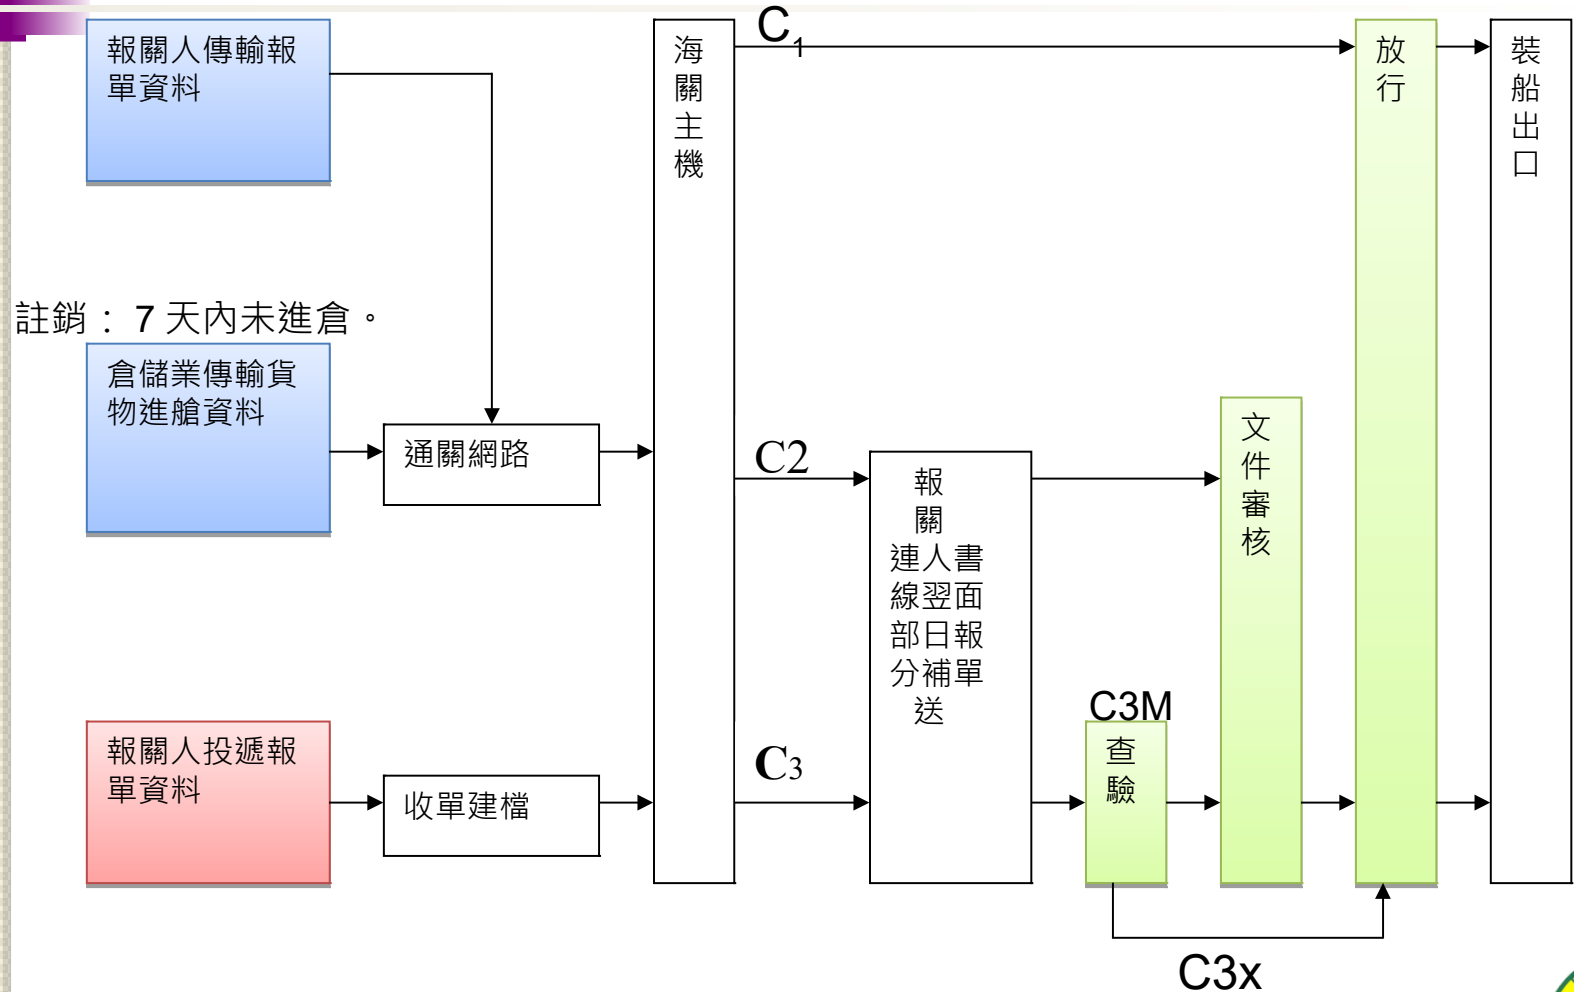 報關人傳輸報
單資料
註銷：7 天內未進倉。
倉儲業傳輸貨
物進艙資料
通關網路
報關人投遞報
單資料
收單建檔
海關主機
C1
C2
C3
報
關
連人書
線翌面
部日報
分補單
送
C3M
查驗
文件審核
放行
裝船出口
C3x